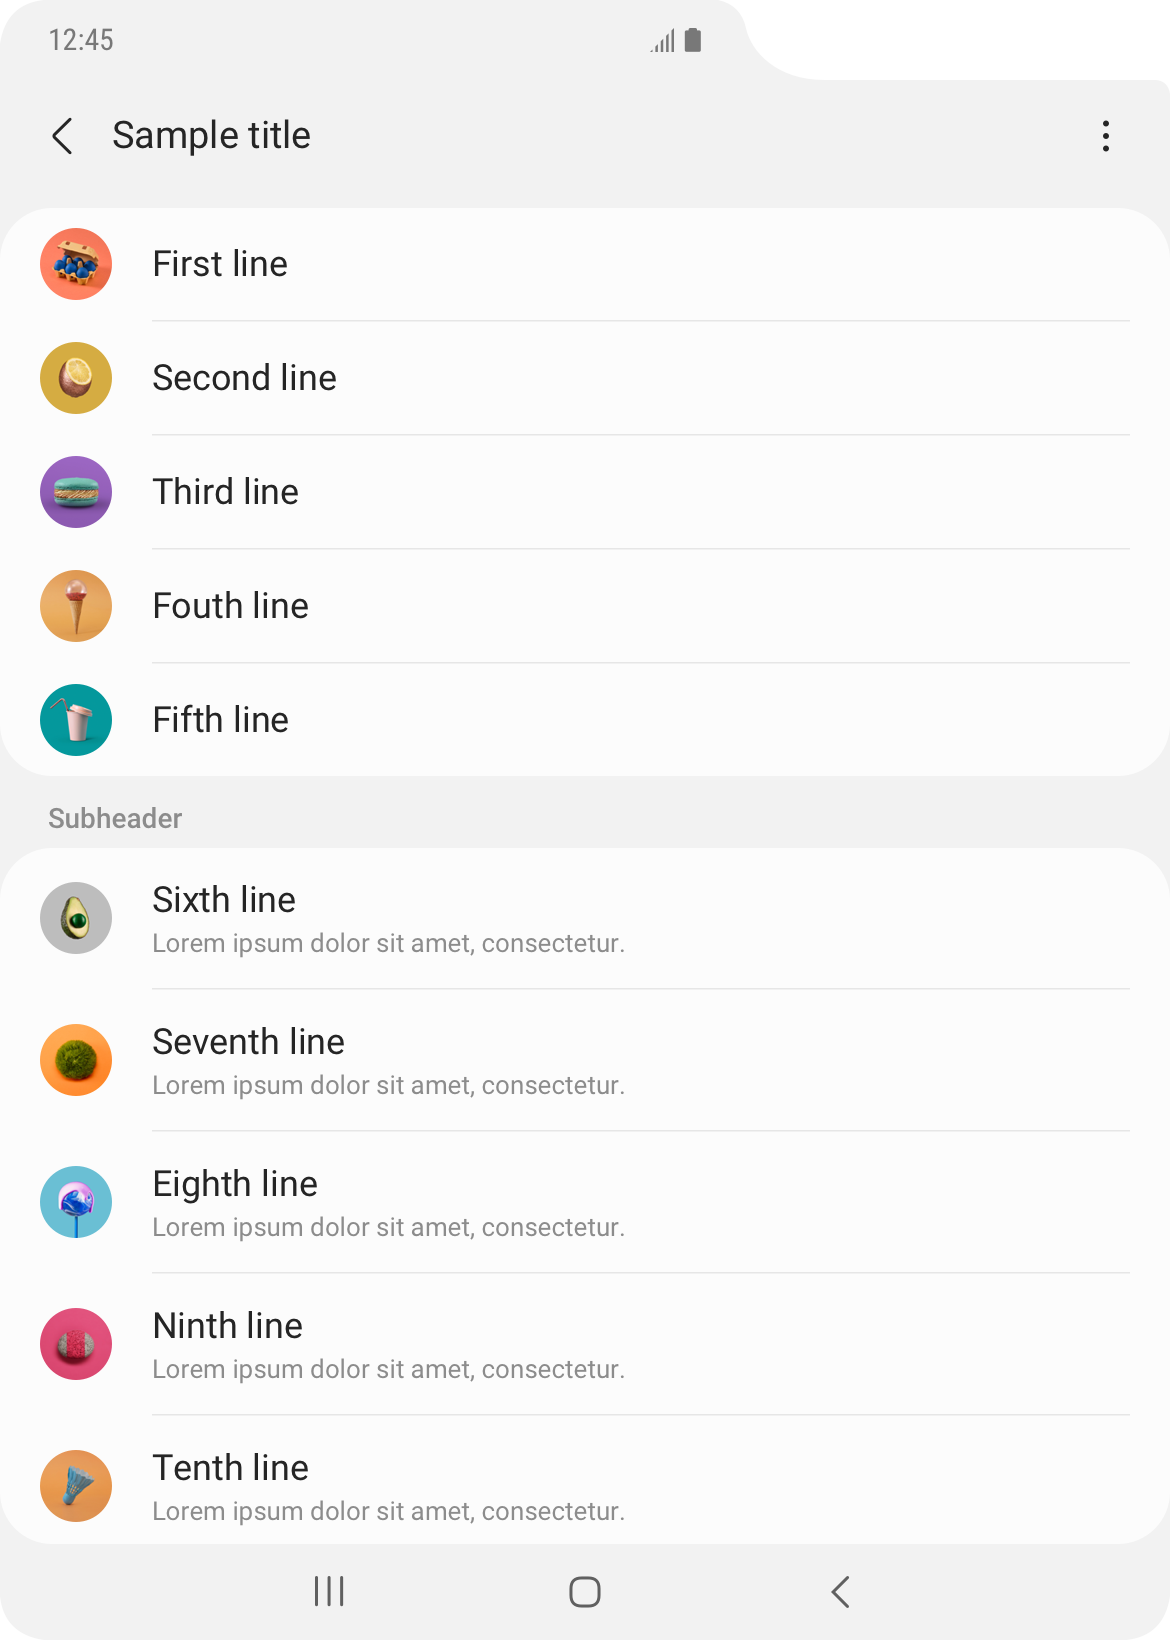 12:45
Sample title
First line
Second line
Third line
Fouth line
Fifth line
Subheader
Sixth line
Lorem ipsum dolor sit amet, consectetur.
Seventh line
Lorem ipsum dolor sit amet, consectetur.
Eighth line
Lorem ipsum dolor sit amet, consectetur.
Ninth line
Lorem ipsum dolor sit amet, consectetur.
Tenth line
Lorem ipsum dolor sit amet, consectetur.